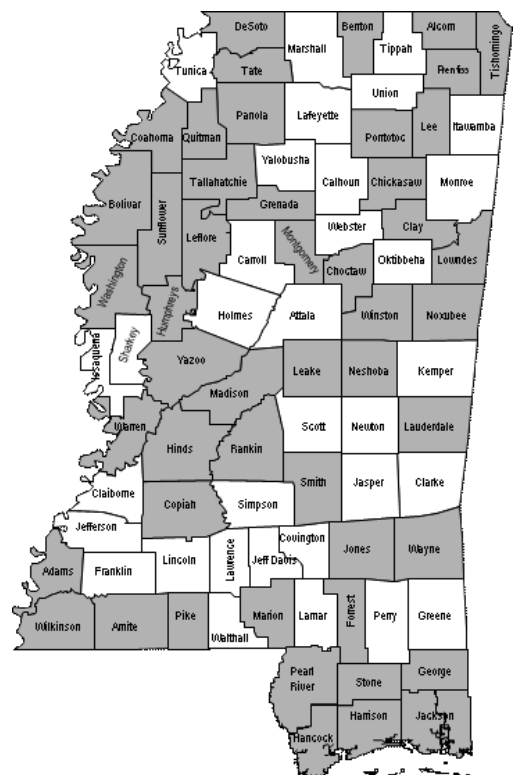 DeSoto
Benton
Alcorn
Tishomingo
Marshall
Tippah
Tunica
Tate
Prentiss
Union
Panola
Lafeyette
Lee
Itawamba
Coahoma
Quitman
Pontotoc
Yalobusha
Tallahatchie
Calhoun
Chickasaw
Monroe
Bolivar
Sunflower
Grenada
Leflore
Webster
Clay
Montgomery
Carroll
Choctaw
Oktibbeha
Lowndes
Washington
Humphreys
Holmes
Attala
Winston
Noxubee
Issaquena
Sharkey
Yazoo
Leake
Neshoba
Kemper
Madison
Warren
Scott
Newton
Lauderdale
Hinds
Rankin
Smith
Jasper
Clarke
Claiborne
Copiah
Simpson
Jefferson
Covington
Jones
Wayne
Adams
Franklin
Lincoln
Lawrence
Jeff Davis
Wilkinson
Amite
Pike
Walthall
Marion
Lamar
Forrest
Perry
Greene
Pearl
River
Stone
George
Hancock
Harrison
Jackson